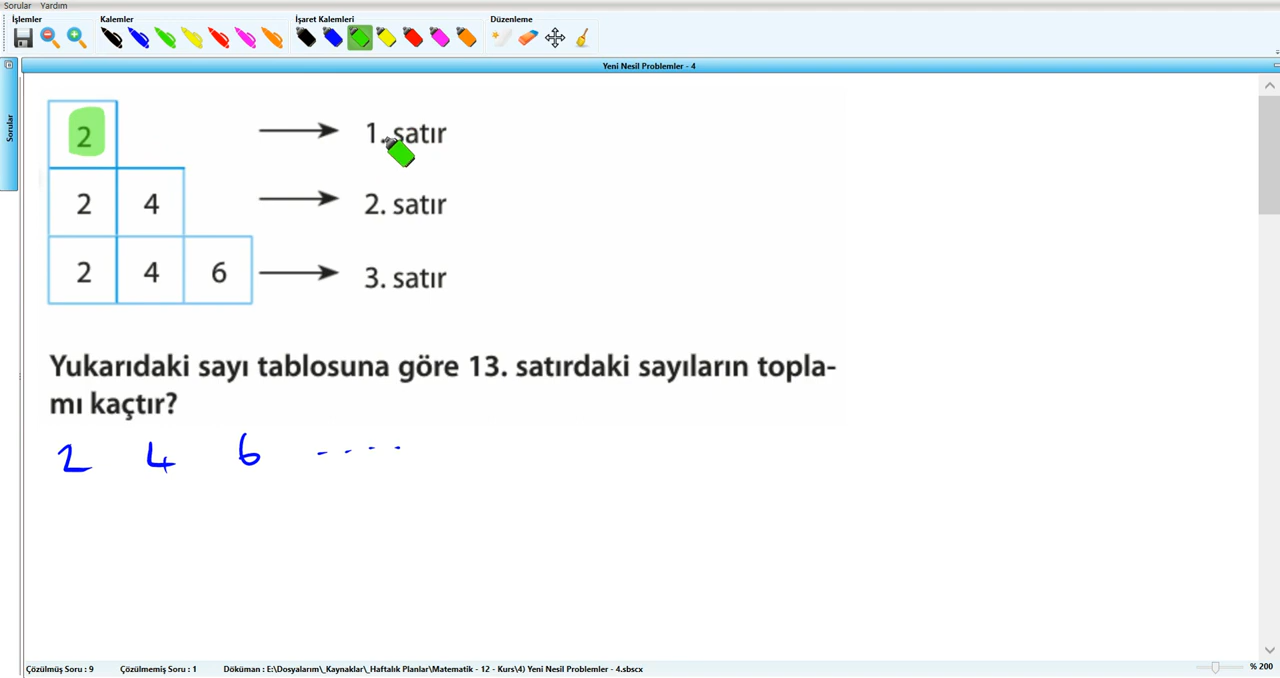 Sorular Yardım
İşlemler Kalemler İşaret Kalemleri Düzenleme
Yeni Nesil Problemler - 4
Sorular
2 1. satır
2 4 2. satır
2 4 6 3. satır
Yukarıdaki sayı tablosuna göre 13. satırdaki sayıların topla-
mı kaçtır?
2 4 6 ....
Çözülmüş Soru : 9 Çözülmemiş Soru : 1 Döküman : E:\Dosyalarım\_Kaynaklar\_Haftalık Planlar\Matematik - 12 - Kurs\4) Yeni Nesil Problemler - 4.sbscx % 200